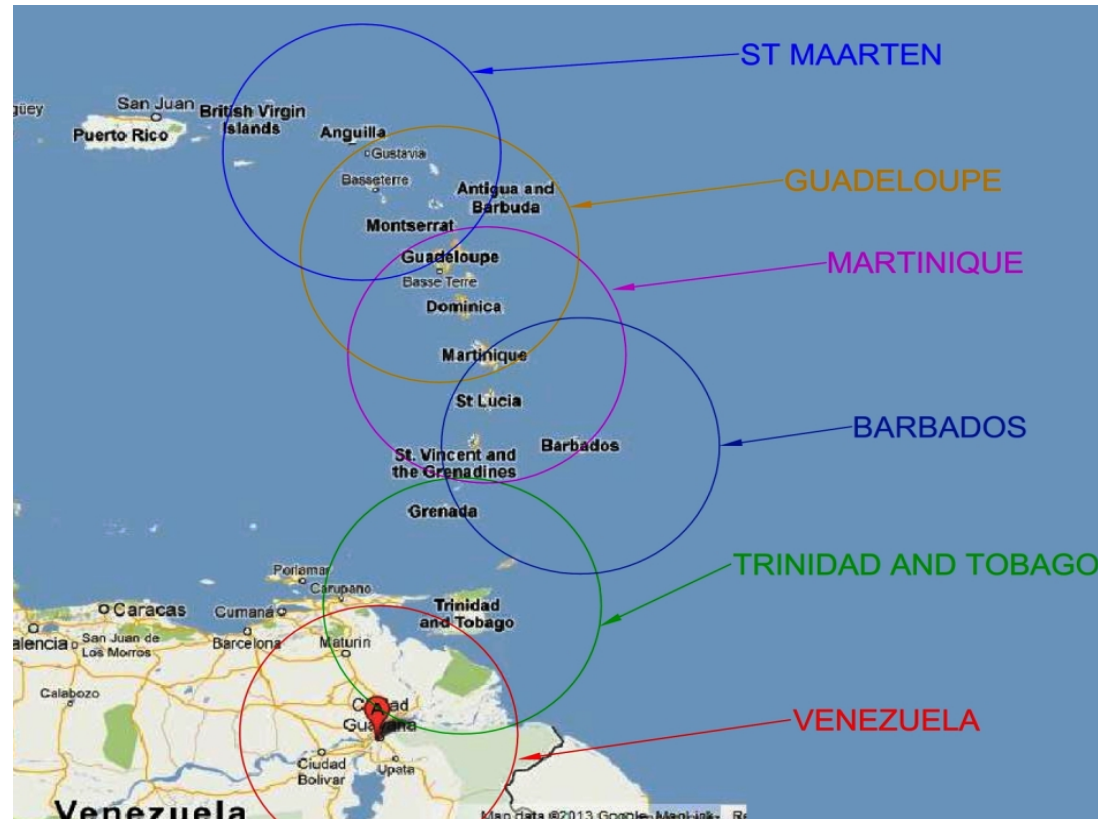 ST MAARTEN
San Juan
British Virgin
Islands
Puerto Rico
Anguilla
Gustavia
GUADELOUPE
Basseterre
Antigua and
Barbuda
Montserrat
Guadeloupe
MARTINIQUE
Basse Terre
Dominica
Martinique
St Lucia
BARBADOS
Barbados
St. Vincent and
the Grenadines
Grenada
TRINIDAD AND TOBAGO
Porlamar
Carupano
Caracas
Cumaná
Trinidad
and Tobago
San Juan de
Los Morros
Barcelona
Maturin
Calabozo
A
VENEZUELA
Ciudad
Bolivar
Upata
Venezuela
Map data ©2013 Google, MapLink